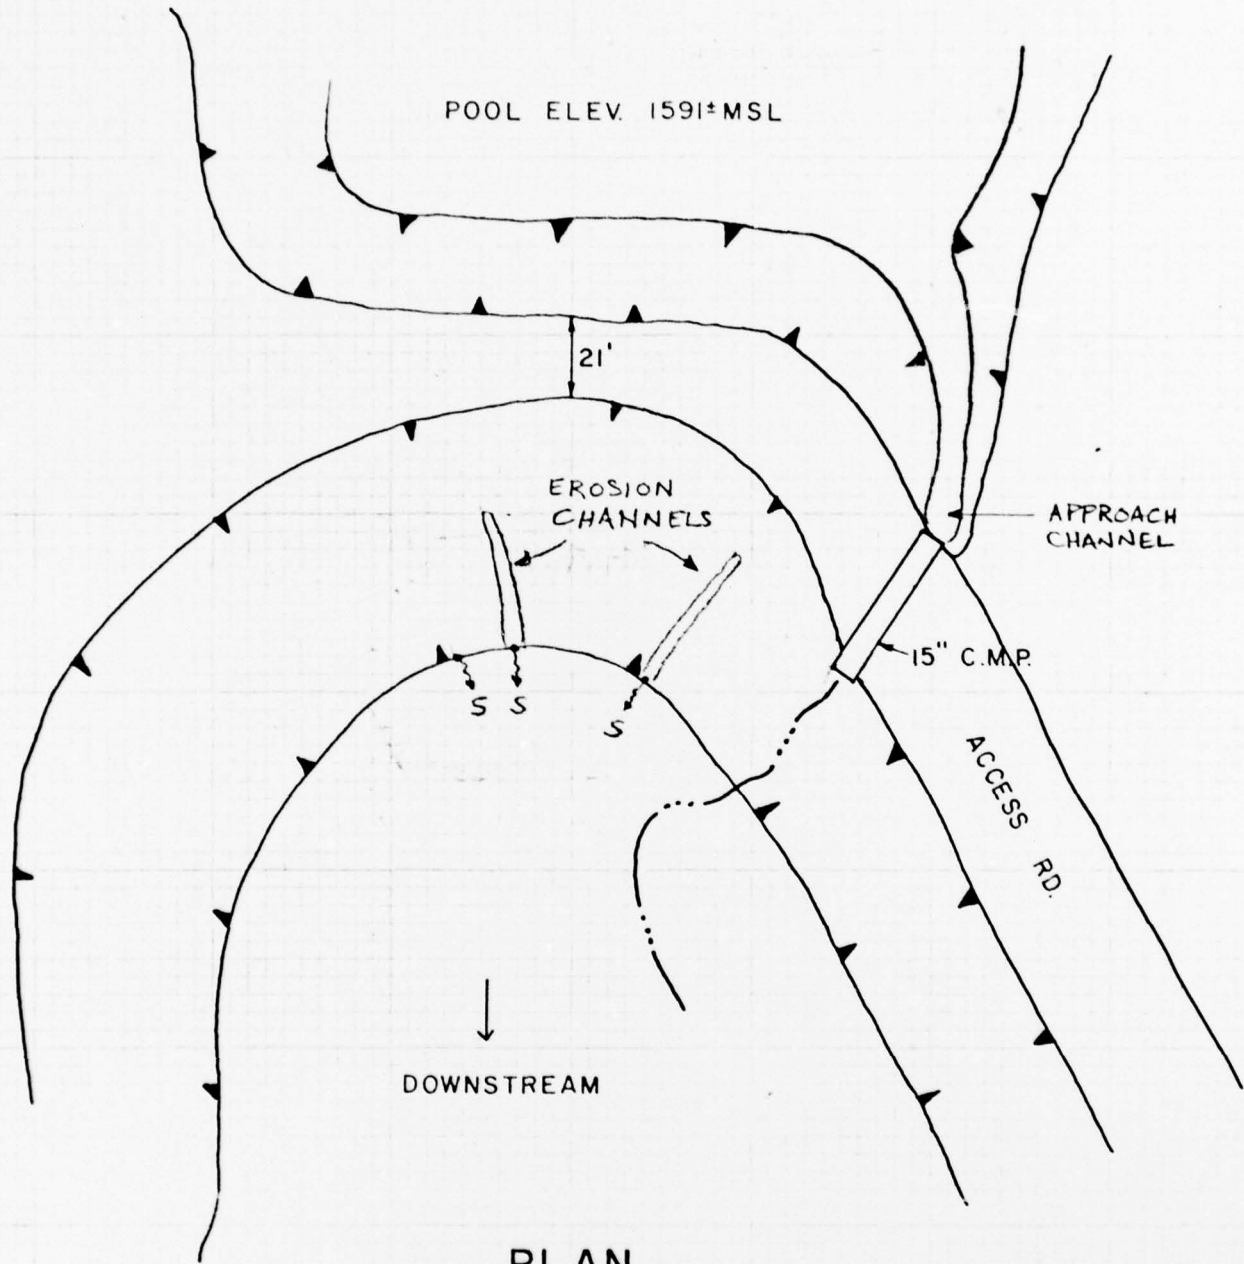 POOL ELEV. 1591± MSL
21'
EROSION
CHANNELS
APPROACH
CHANNEL
15" C.M.P.
S
S
S
ACCESS RD.
DOWNSTREAM
PLAN